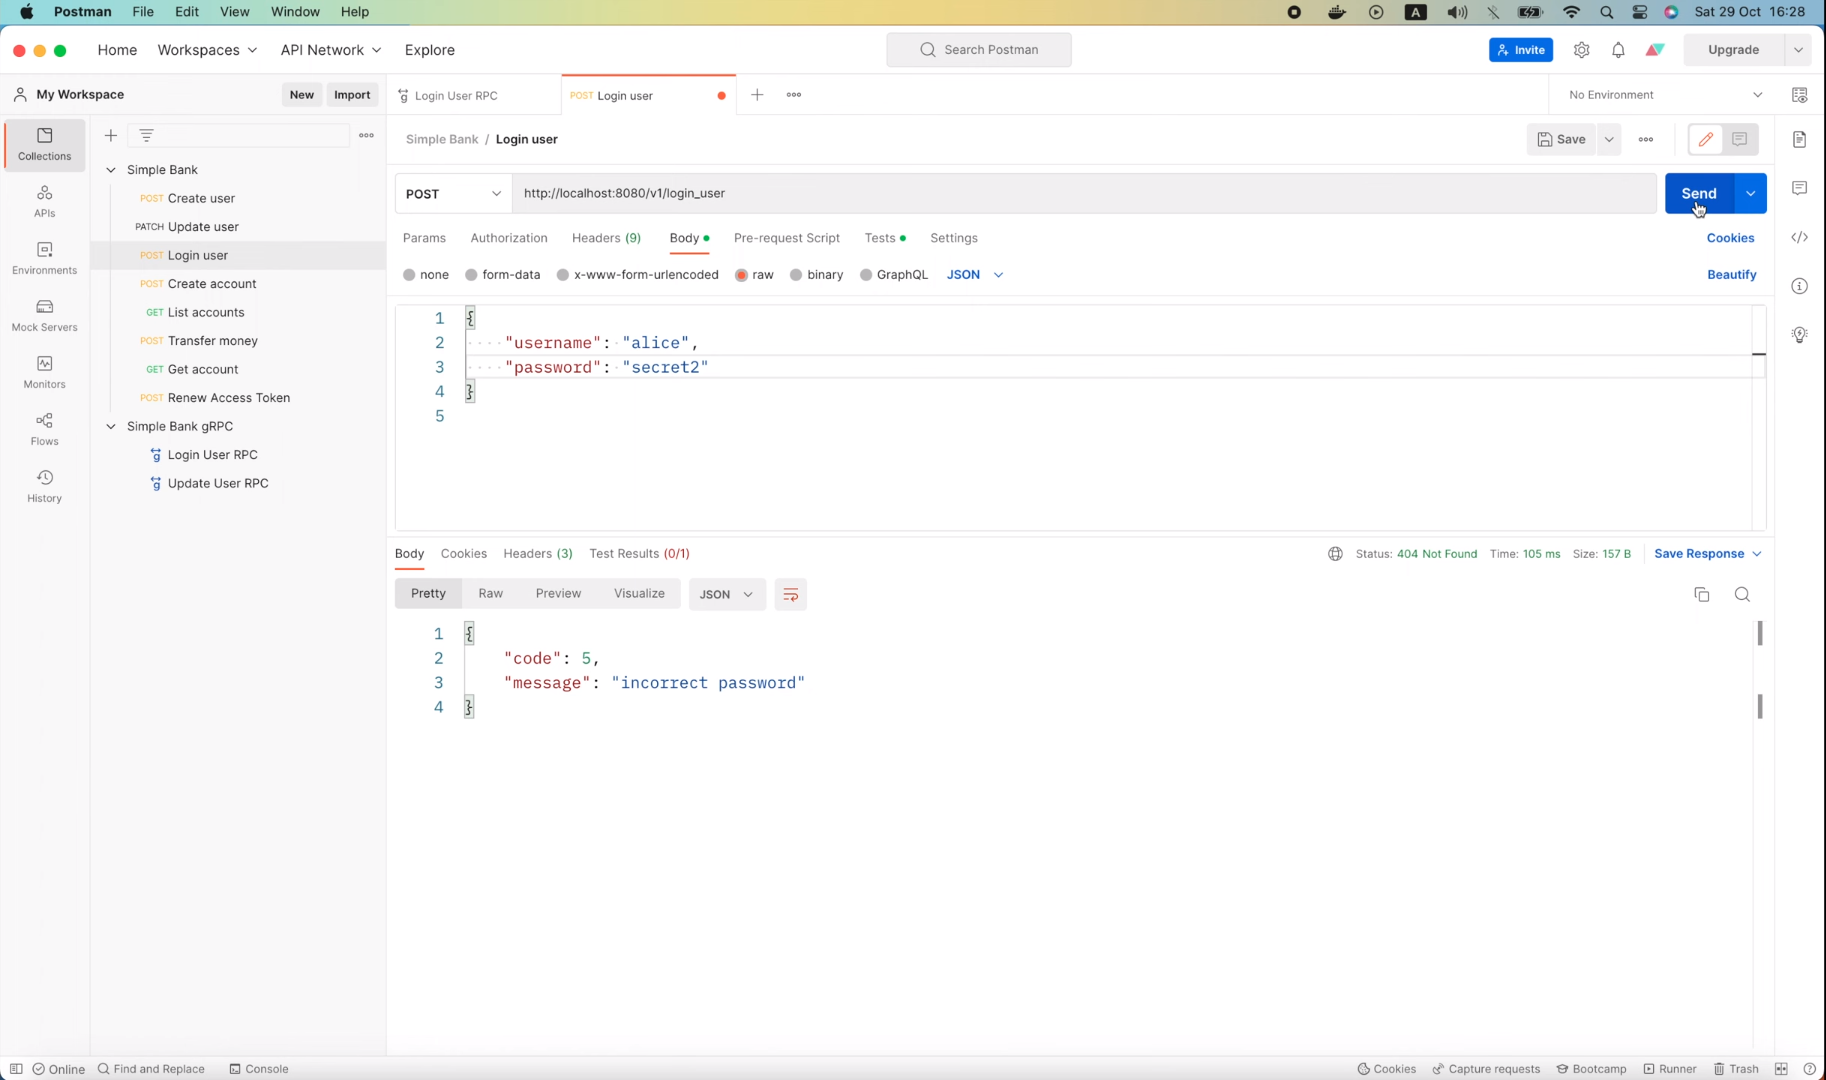 Postman File Edit View Window Help A Sat 29 Oct 16:28
Home Workspaces API Network Explore Search Postman Invite Upgrade
My Workspace New Import Login User RPC POST Login user No Environment
Collections
APIs
Environments
Mock Servers
Monitors
Flows
History
Simple Bank
POST Create user
PATCH Update user
POST Login user
POST Create account
GET List accounts
POST Transfer money
GET Get account
POST Renew Access Token
Simple Bank gRPC
Login User RPC
Update User RPC
Simple Bank / Login user Save
POST http://localhost:8080/v1/login_user Send
Params Authorization Headers (9) Body Pre-request Script Tests Settings Cookies
none form-data x-www-form-urlencoded raw binary GraphQL JSON Beautify
1 {
2 "username": "alice",
3 "password": "secret2"
4 }
5
Body Cookies Headers (3) Test Results (0/1) Status: 404 Not Found Time: 105 ms Size: 157 B Save Response
Pretty Raw Preview Visualize JSON
1 {
2 "code": 5,
3 "message": "incorrect password"
4 }
Online Find and Replace Console Cookies Capture requests Bootcamp Runner Trash